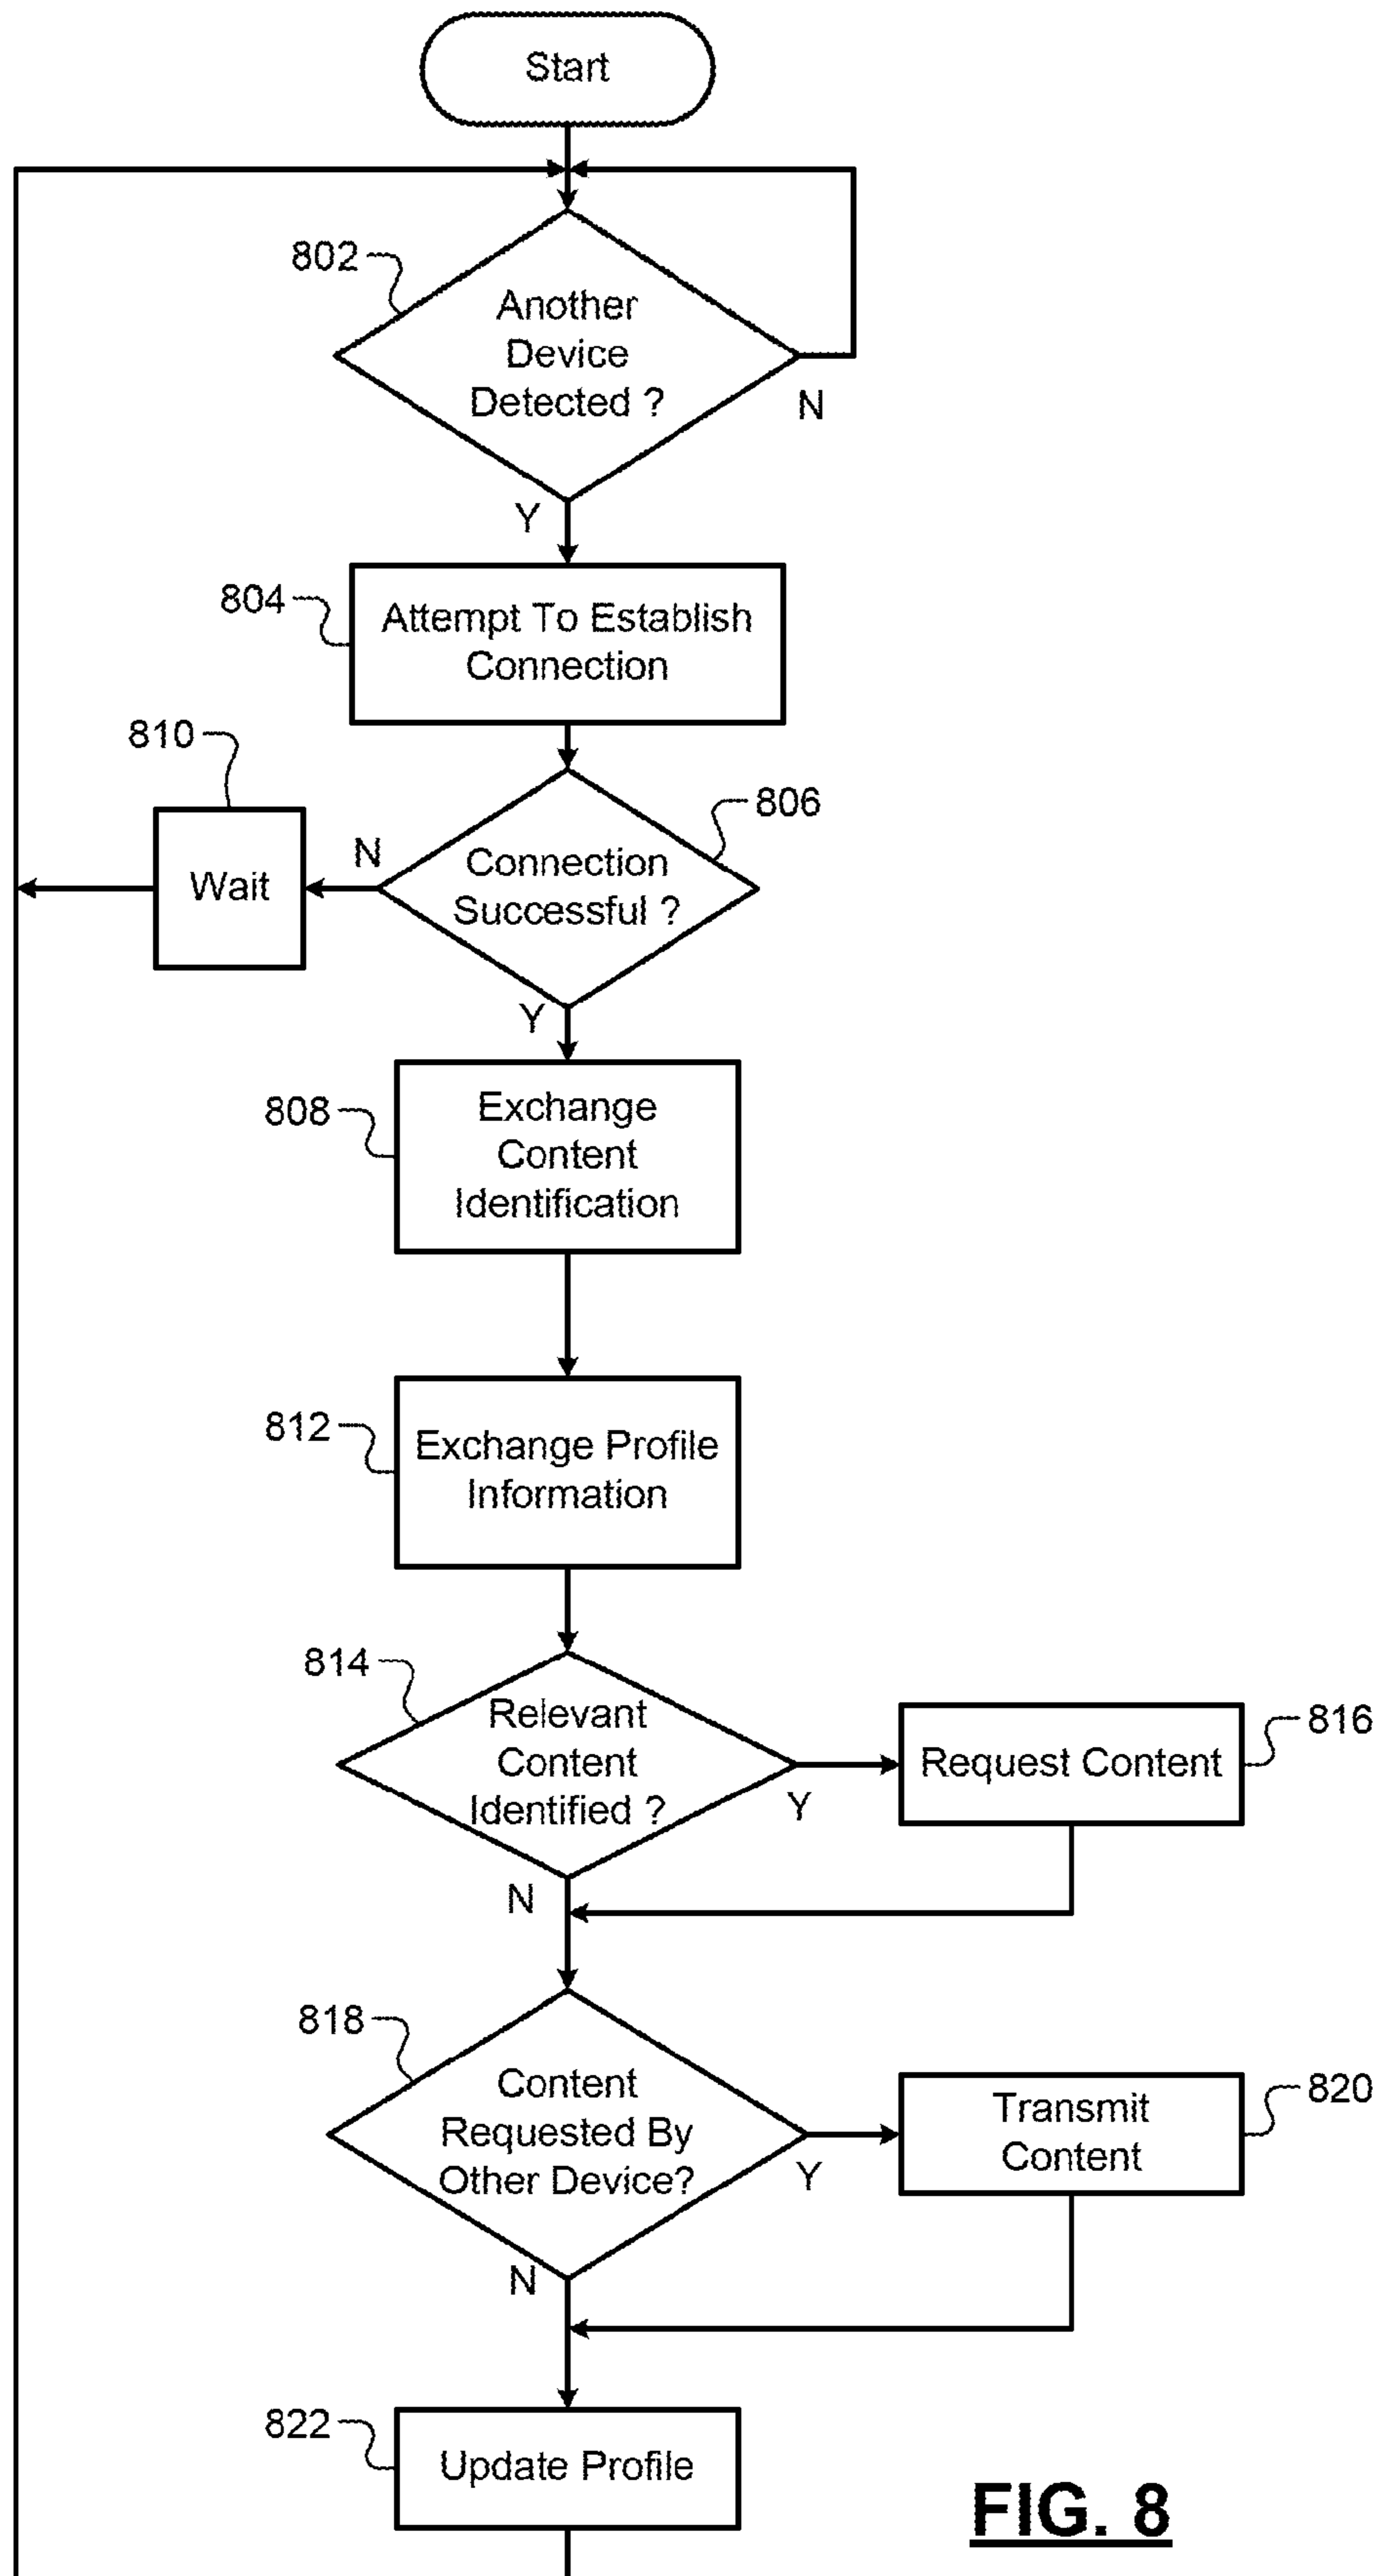 Start
802
Another
Device
Detected ?
N
Y
804
Attempt To Establish
Connection
810
806
N
Connection
Successful ?
Wait
Y
808
Exchange
Content
Identification
812
Exchange Profile
Information
814
Relevant
Content
Identified ?
Y
816
Request Content
N
818
Content
Requested By
Other Device?
Y
820
Transmit
Content
N
822
Update Profile
FIG. 8